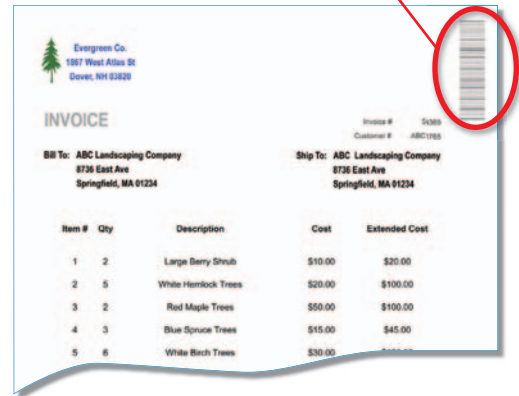 Evergreen Co.
1867 West Atlas St
Dover, NH 03820
INVOICE
Invoice # 54369
Customer # ABC1765
Bill To: ABC Landscaping Company
8736 East Ave
Springfield, MA 01234
Ship To: ABC Landscaping Company
8736 East Ave
Springfield, MA 01234
Item # Qty Description Cost Extended Cost
1 2 Large Berry Shrub $10.00 $20.00
2 5 White Hemlock Trees $20.00 $100.00
3 2 Red Maple Trees $50.00 $100.00
4 3 Blue Spruce Trees $15.00 $45.00
5 6 White Birch Trees $30.00